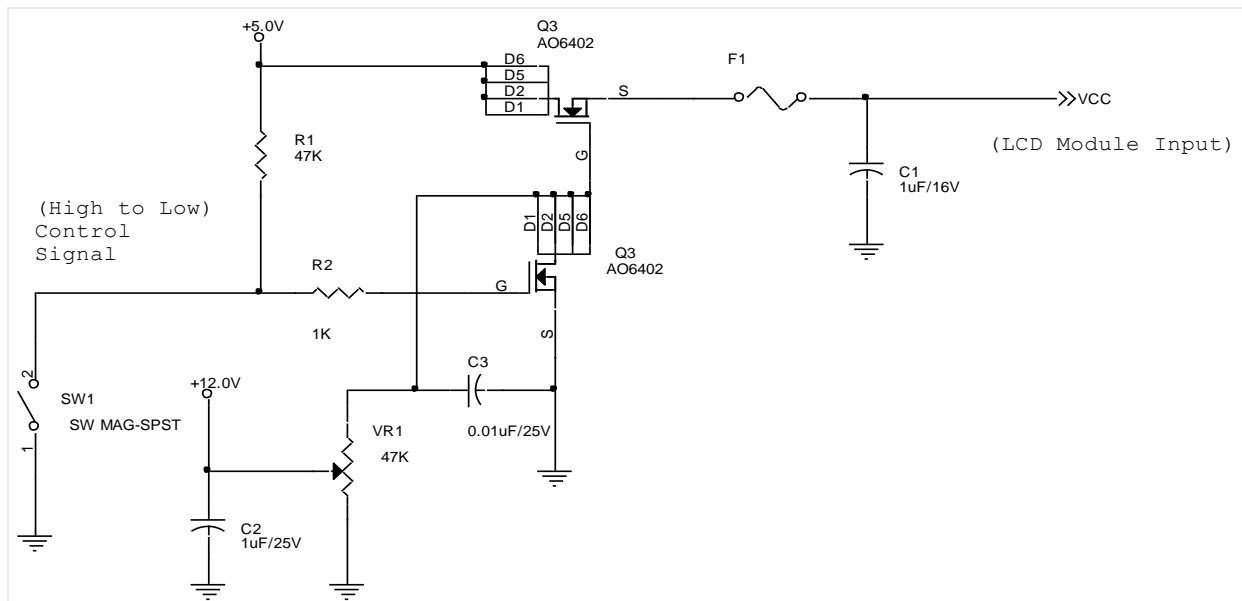 +5.0V
Q3
AO6402
D6
D5
D2
D1
S
F1
VCC
(LCD Module Input)
R1
47K
G
C1
1uF/16V
(High to Low)
Control
Signal
D1
D2
D5
D6
Q3
AO6402
R2
G
1K
S
C3
2
+12.0V
SW1
SW MAG-SPST
VR1
47K
0.01uF/25V
1
C2
1uF/25V